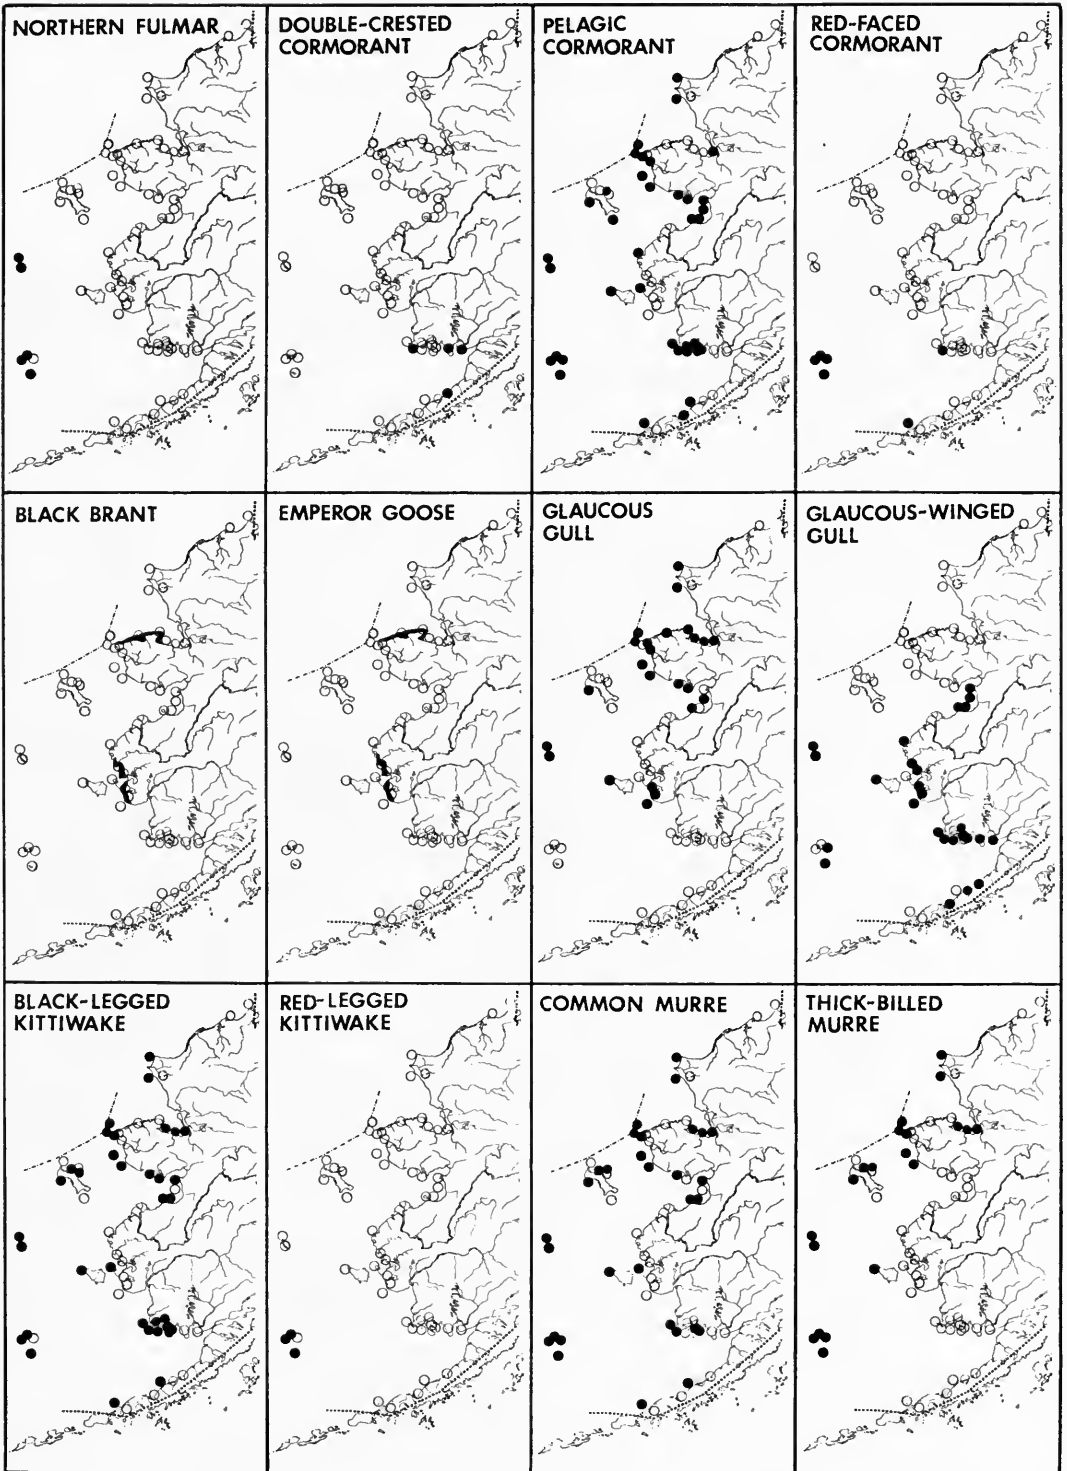 NORTHERN FULMAR
DOUBLE-CRESTED
CORMORANT
PELAGIC
CORMORANT
RED-FACED
CORMORANT
BLACK BRANT
EMPEROR GOOSE
GLAUCOUS
GULL
GLAUCOUS-WINGED
GULL
BLACK-LEGGED
KITTIWAKE
RED-LEGGED
KITTIWAKE
COMMON MURRE
THICK-BILLED
MURRE